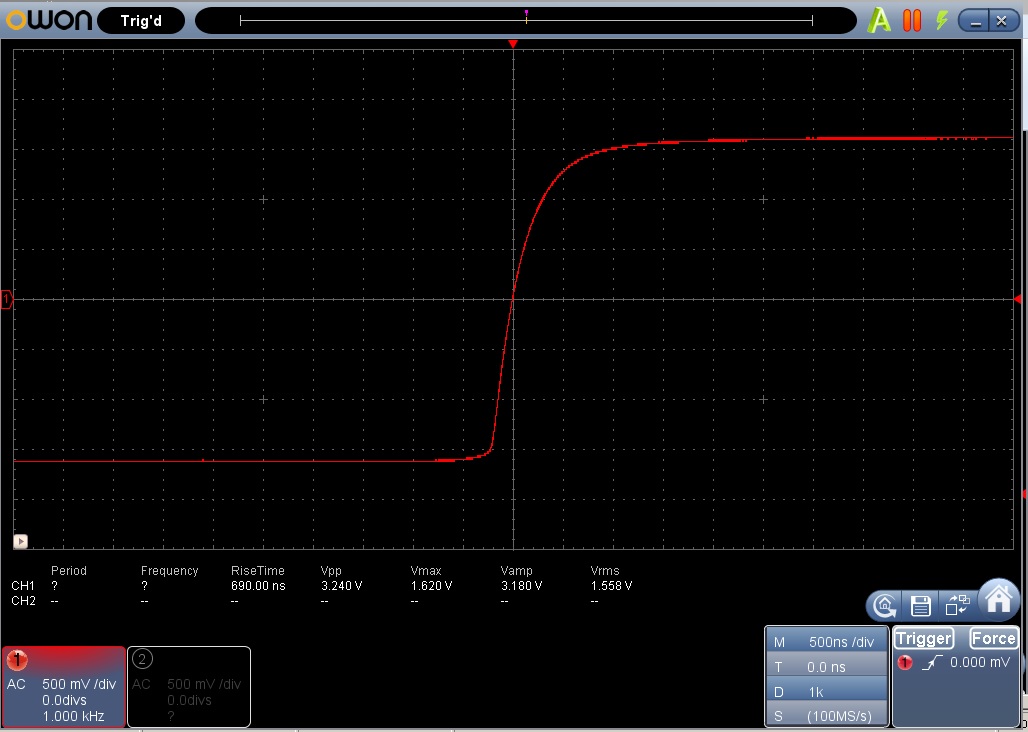 OWON Trig'd A
1
Period Frequency RiseTime Vpp Vmax Vamp Vrms
CH1 ? ? 690.00 ns 3.240 V 1.620 V 3.180 V 1.558 V
CH2 -- -- -- -- -- -- --
1
AC 500 mV /div
0.0divs
1.000 kHz
2
AC 500 mV /div
0.0divs
?
M 500ns /div
T 0.0 ns
D 1k
S (100MS/s)
Trigger Force
1 0.000 mV